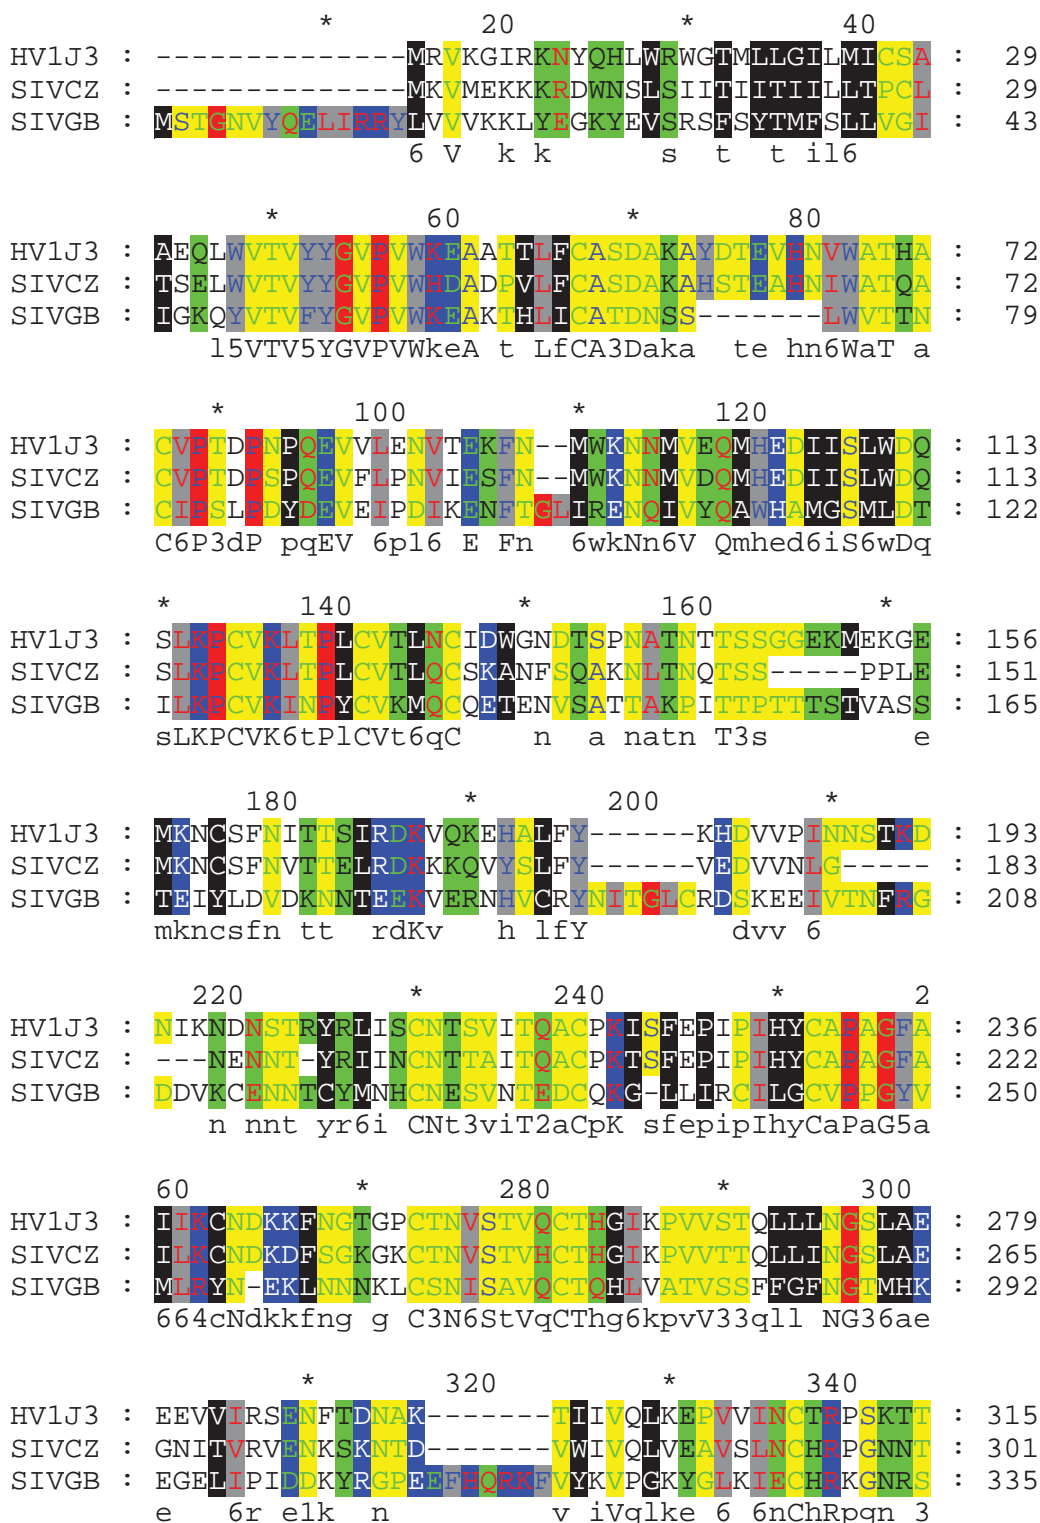 * 20 * 40
HV1J3 : --------------MRVKGIRKNYQHLWRWGTMLLGILMICSA : 29
SIVCZ : --------------MKVMEKKKRDWNSLSIITIITIILLTPCL : 29
SIVGB : MSTGNVYQELIRRYLVVVKKLYEGKYEVSRSFSYTMFSLLVGI : 43
6 V k k s t t il6
* 60 * 80
HV1J3 : AEQLWVTVYYGVPVWKEAATTLFCASDAKAYDTEVHNVWATHA : 72
SIVCZ : TSELWVTVYYGVPVWHDADPVLFCASDAKAHSTEAHNIWATQA : 72
SIVGB : IGKQYVTVFYGVPVWKEAKTHLICATDNSS-------LWVTTN : 79
l5VTV5YGVPVWkeA t LfCA3Daka te hn6WaT a
* 100 * 120
HV1J3 : CVPTDPNPQEVVLENVTEKFN--MWKNNMVEQMHEDIISLWDQ : 113
SIVCZ : CVPTDPSPQEVFLPNVIESFN--MWKNNMVDQMHEDIISLWDQ : 113
SIVGB : CIPSLPDYDEVEIPDIKENFTGLIRENQIVYQAWHAMGSMLDT : 122
C6P3dP pqEV 6pl6 E Fn 6wkNn6V Qmhed6iS6wDq
* 140 * 160 *
HV1J3 : SLKPCVKLTPLCVTLNCIDWGNDTSPNATNTTSSGGEKMEKGE : 156
SIVCZ : SLKPCVKLTPLCVTLQCSKANFSQAKNLTNQTSS-----PPLE : 151
SIVGB : ILKPCVKINPYCVKMQCQETENVSATTAKPITTPTTTSTVASS : 165
sLKPCVK6tPlCVt6qC n a natn T3s e
180 * 200 *
HV1J3 : MKNCSFNITTSIRDKVQKEHALFY------KHDVVPINNSTKD : 193
SIVCZ : MKNCSFNVTTELRDKKKQVYSLFY------VEDVVNLG----- : 183
SIVGB : TEIYLDVDKNNTEEKVERNHVCRYNITGLCRDSKEEIVTNFRG : 208
mkncsfn tt rdKv h lfY dvv 6
220 * 240 * 2
HV1J3 : NIKNDNSTRYRLISCNTSVITQACPKISFEPIPIHYCAPAGFA : 236
SIVCZ : ---NENNT-YRIINCNTTAITQACPKTSFEPIPIHYCAPAGFA : 222
SIVGB : DDVKCENNTCYMNHCNESVNTEDCQKG-LLIRCILGCVPPGYV : 250
n nnt yr6i CNt3viT2aCpK sfepipIhyCaPaG5a
60 * 280 * 300
HV1J3 : IIKCNDKKFNGTGPCTNVSTVQCTHGIKPVVSTQLLLNGSLAE : 279
SIVCZ : ILKCNDKDFSGKGKCTNVSTVHCTHGIKPVVTTQLLINGSLAE : 265
SIVGB : MLRYN-EKLNNNKLCSNISAVQCTQHLVATVSSFFGFNGTMHK : 292
664cNdkkfng g C3N6StVqCThg6kpvV33qll NG36ae
* 320 * 340
HV1J3 : EEVVIRSENFTDNAK-------TIIVQLKEPVVINCTRPSKTT : 315
SIVCZ : GNITVRVENKSKNTD-------VWIVQLVEAVSLNCHRPGNNT : 301
SIVGB : EGELIPIDDKYRGPEEFHQRKFVYKVPGKYGLKIECHRKGNRS : 335
e 6r elk n v iVqlke 6 6nChRpgn 3